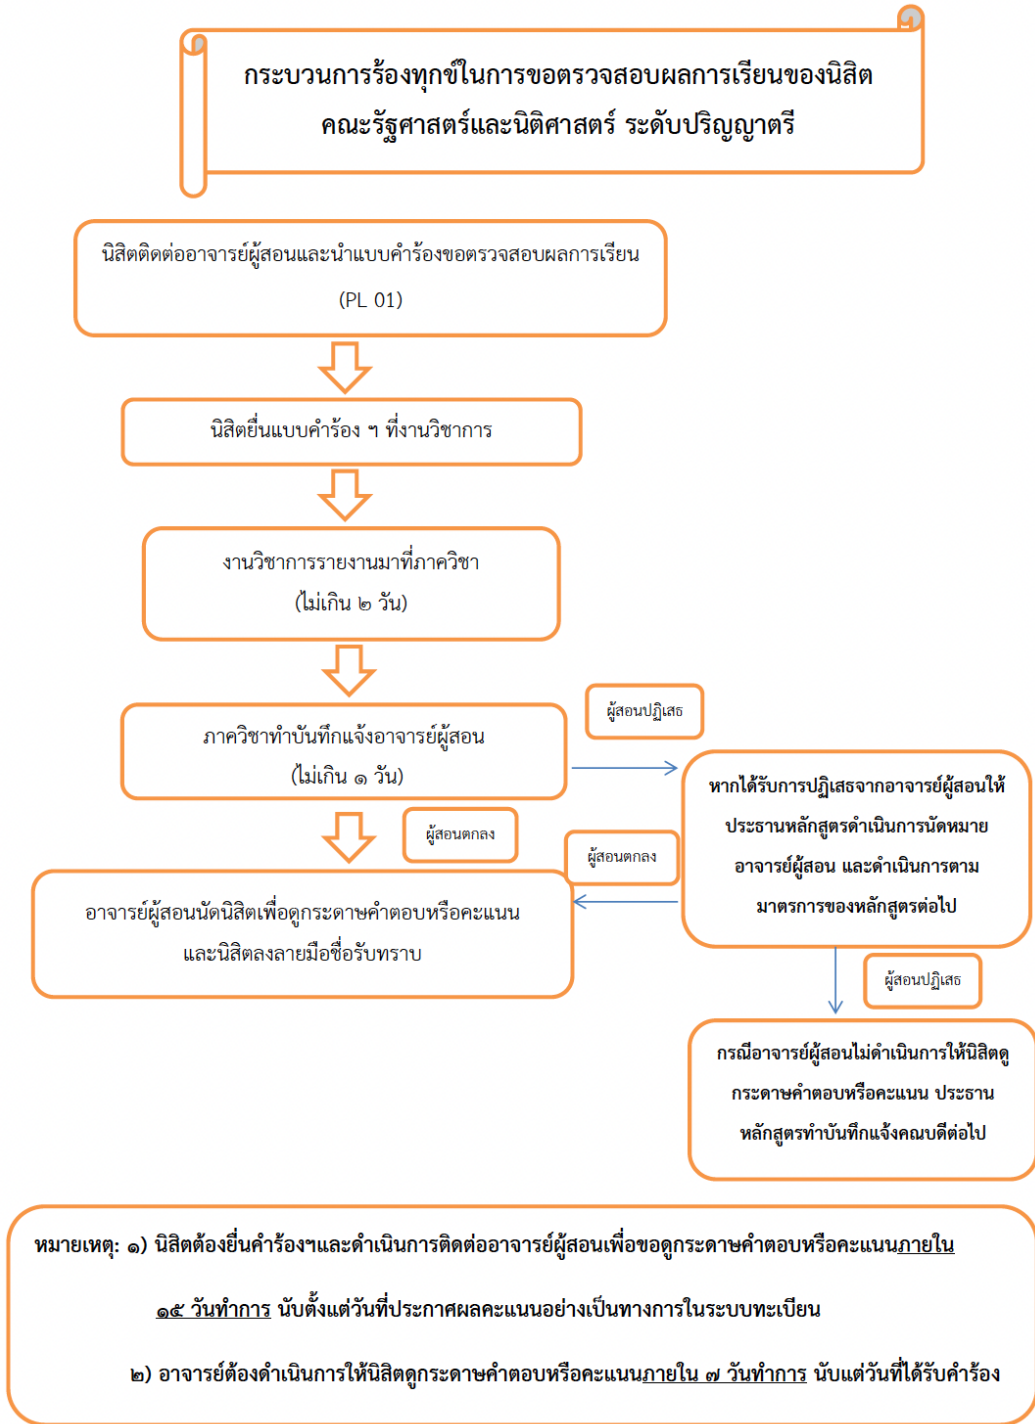 กระบวนการร้องทุกข์ในการขอตรวจสอบผลการเรียนของนิสิต
คณะรัฐศาสตร์และนิติศาสตร์ ระดับปริญญาตรี
นิสิตติดต่ออาจารย์ผู้สอนและนำแบบคำร้องขอตรวจสอบผลการเรียน
(PL 01)
นิสิตยื่นแบบคำร้อง ฯ ที่งานวิชาการ
งานวิชาการรายงานมาที่ภาควิชา
(ไม่เกิน ๒ วัน)
ภาควิชาทำบันทึกแจ้งอาจารย์ผู้สอน
(ไม่เกิน ๑ วัน)
ผู้สอนปฏิเสธ
หากได้รับการปฏิเสธจากอาจารย์ผู้สอนให้
ประธานหลักสูตรดำเนินการนัดหมาย
อาจารย์ผู้สอน และดำเนินการตาม
มาตรการของหลักสูตรต่อไป
ผู้สอนตกลง
ผู้สอนตกลง
อาจารย์ผู้สอนนัดนิสิตเพื่อดูกระดาษคำตอบหรือคะแนน
และนิสิตลงลายมือชื่อรับทราบ
ผู้สอนปฏิเสธ
กรณีอาจารย์ผู้สอนไม่ดำเนินการให้นิสิตดู
กระดาษคำตอบหรือคะแนน ประธาน
หลักสูตรทำบันทึกแจ้งคณบดีต่อไป
หมายเหตุ: ๑) นิสิตต้องยื่นคำร้องฯและดำเนินการติดต่ออาจารย์ผู้สอนเพื่อขอดูกระดาษคำตอบหรือคะแนนภายใน
๑๕ วันทำการ นับตั้งแต่วันที่ประกาศผลคะแนนอย่างเป็นทางการในระบบทะเบียน
๒) อาจารย์ต้องดำเนินการให้นิสิตดูกระดาษคำตอบหรือคะแนนภายใน ๗ วันทำการ นับแต่วันที่ได้รับคำร้อง